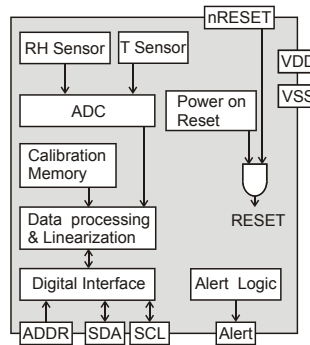 nRESET
RH Sensor
T Sensor
VDD
VSS
ADC
Power on
Reset
Calibration
Memory
Data processing
& Linearization
RESET
Digital Interface
Alert Logic
ADDR
SDA
SCL
Alert